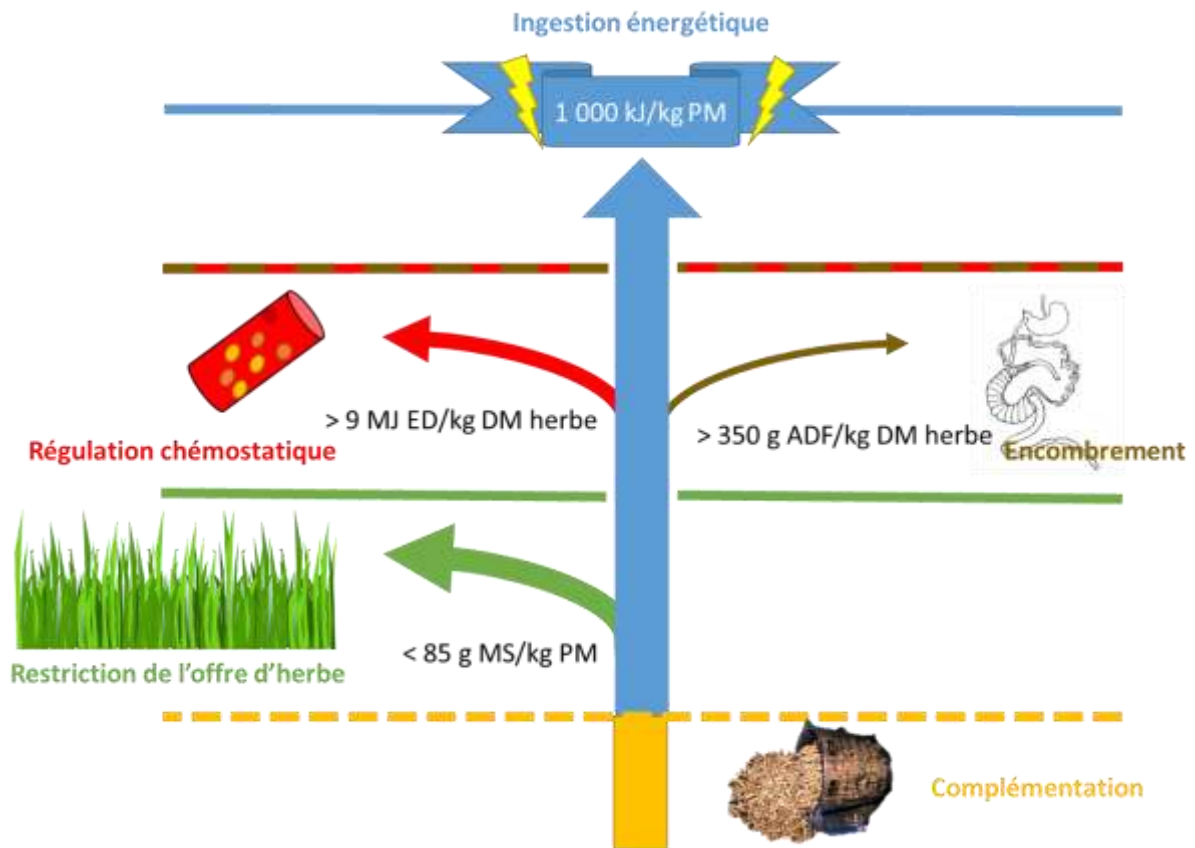 Ingestion énergétique
1 000 kJ/kg PM
> 9 MJ ED/kg DM herbe
> 350 g ADF/kg DM herbe
Régulation chémostatique
Encombrement
< 85 g MS/kg PM
Restriction de l'offre d'herbe
Complémentation